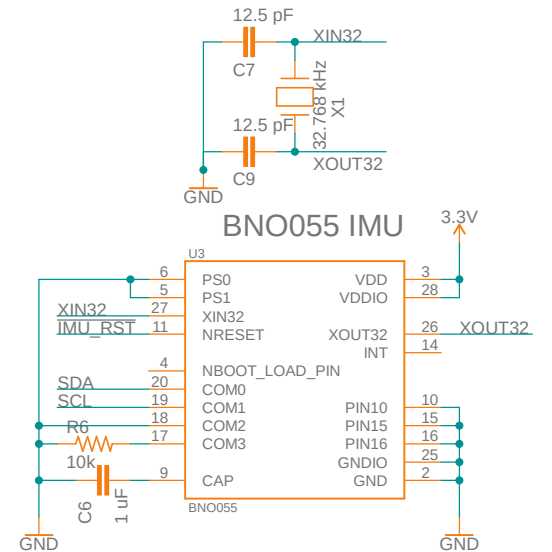 12.5 pF
XIN32
C7
32.768 kHz
X1
12.5 pF
XOUT32
C9
GND
BNO055 IMU
3.3V
U3
6 PS0 VDD 3
5 PS1 VDDIO 28
XIN32 27 XIN32
IMU_RST 11 NRESET XOUT32 26 XOUT32
INT 14
4 NBOOT_LOAD_PIN
SDA 20 COM0
SCL 19 COM1 PIN10 10
18 COM2 PIN15 15
R6
10k
17 COM3 PIN16 16
GNDIO 25
C6
1 uF
9 CAP GND 2
BNO055
GND
GND